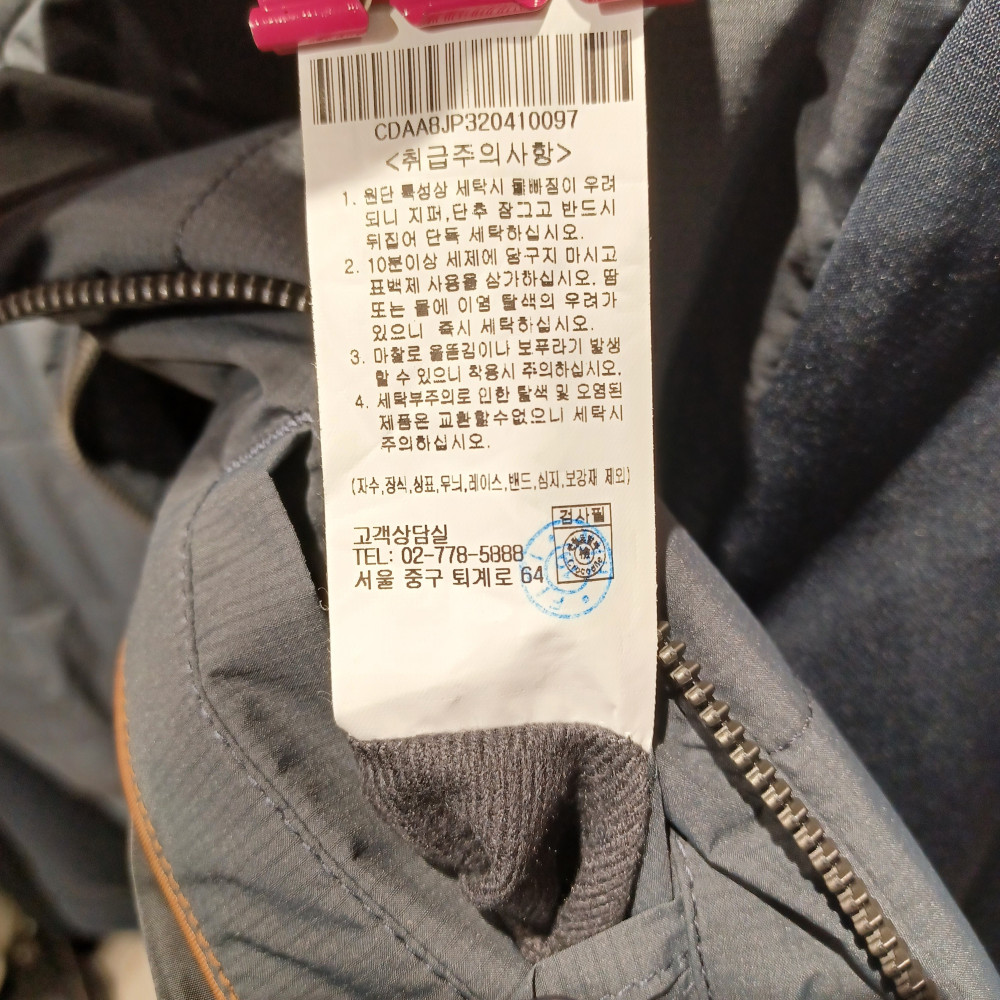 CDAA8JP320410097
<취급주의사항>
1. 원단 특성상 세탁시 물빠짐이 우려
되니 지퍼,단추 잠그고 반드시
뒤집어 단독 세탁하십시오.
2. 10분이상 세제에 담구지 마시고
표백제 사용을 삼가하십시오. 땀
또는 물에 이염 탈색의 우려가
있으니 즉시 세탁하십시오.
3. 마찰로 올뜯김이나 보푸라기 발생
할 수 있으니 착용시 주의하십시오.
4. 세탁부주의로 인한 탈색 및 오염된
제품은 교환할수없으니 세탁시
주의하십시오.
(자수,장식,상표,무늬,레이스,밴드,심지,보강재 제외)
검사필
고객상담실
TEL: 02-778-5888
서울 중구 퇴계로 64